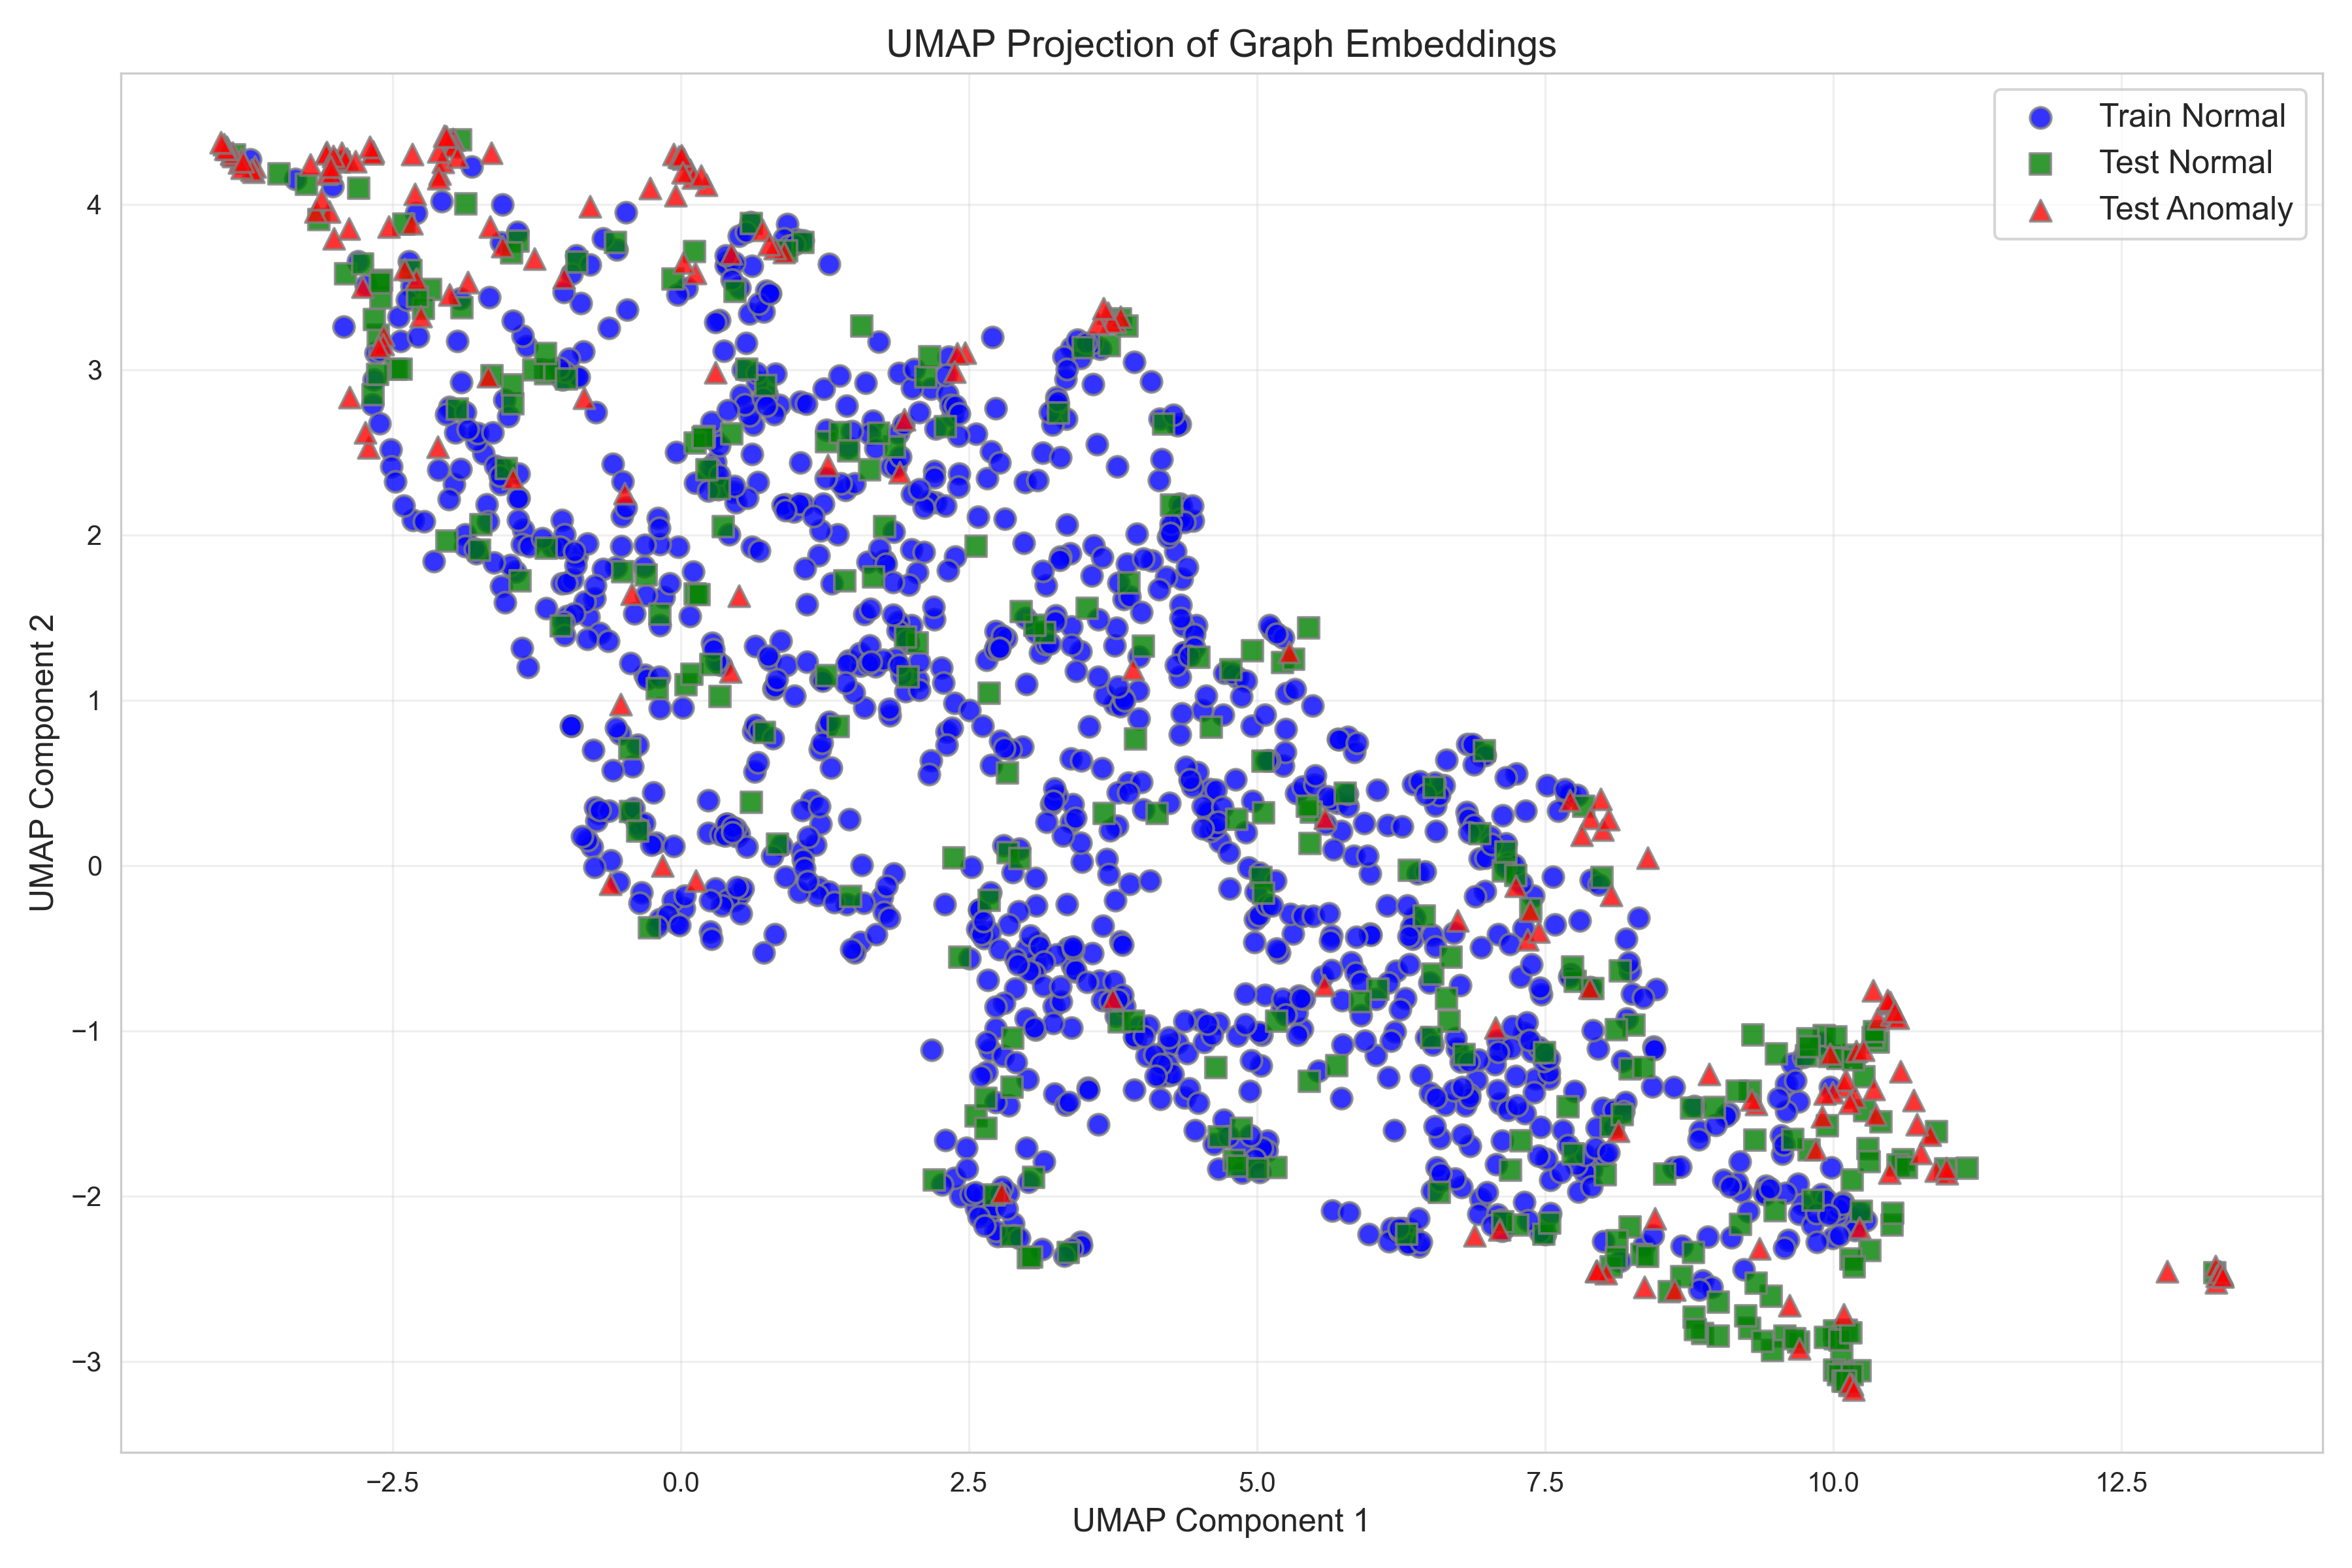 UMAP Projection of Graph Embeddings
Train Normal
Test Normal
Test Anomaly
UMAP Component 2
4
3
2
1
0
−1
−2
−3
−2.5
0.0
2.5
5.0
7.5
10.0
12.5
UMAP Component 1